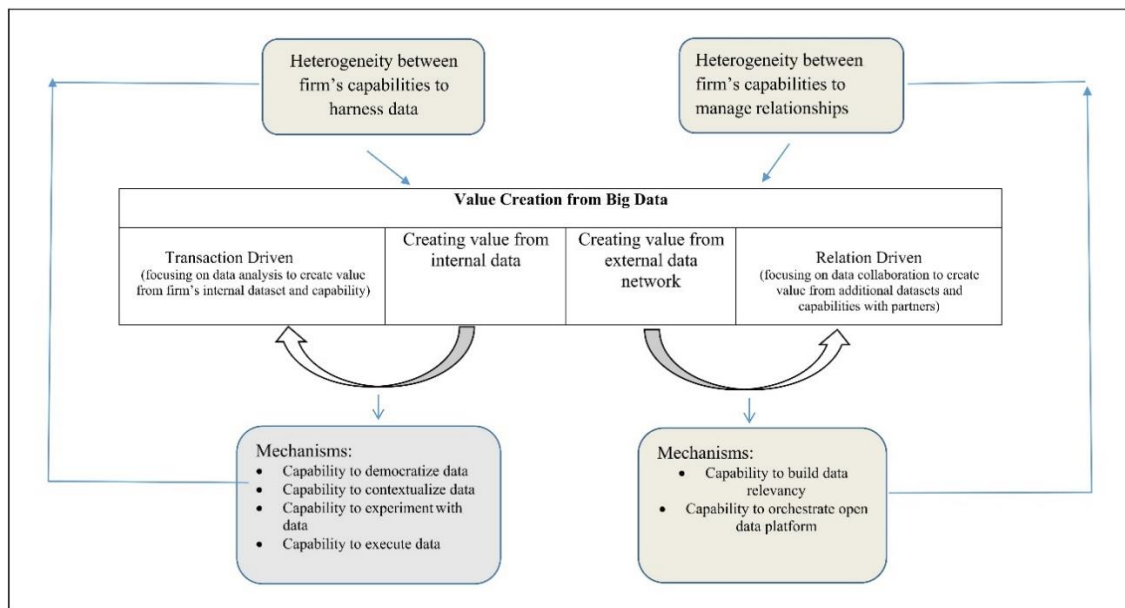 Heterogeneity between
firm's capabilities to
harness data
Heterogeneity between
firm's capabilities to
manage relationships
Value Creation from Big Data
Transaction Driven
(focusing on data analysis to create value
from firm's internal dataset and capability)
Creating value from
internal data
Creating value from
external data
network
Relation Driven
(focusing on data collaboration to create
value from additional datasets and
capabilities with partners)
Mechanisms:
• Capability to democratize data
• Capability to contextualize data
• Capability to experiment with
data
• Capability to execute data
Mechanisms:
• Capability to build data
relevancy
• Capability to orchestrate open
data platform